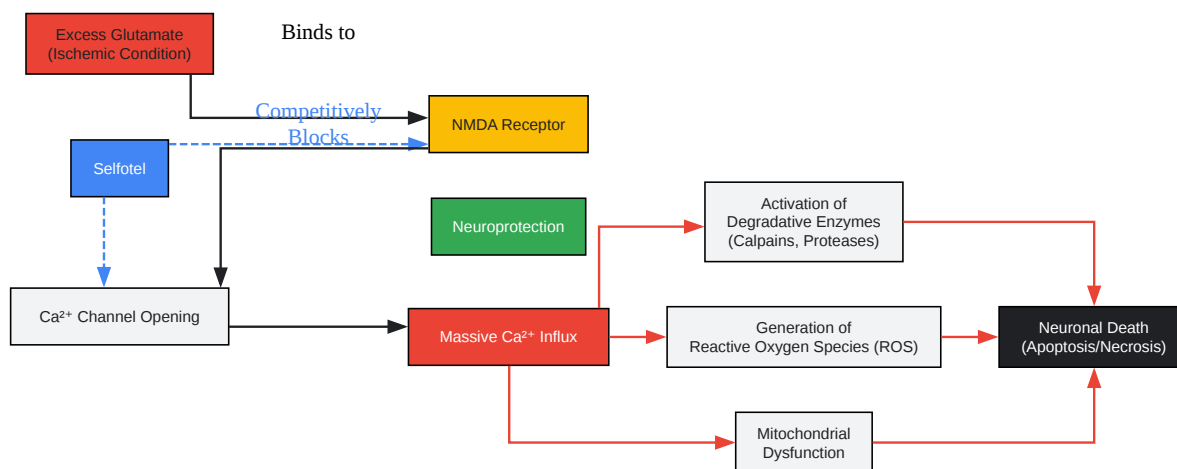 Excess Glutamate
(Ischemic Condition)
Binds to
Competitively
Blocks
NMDA Receptor
Selfotel
Neuroprotection
Activation of
Degradative Enzymes
(Calpains, Proteases)
Ca²⁺ Channel Opening
Massive Ca²⁺ Influx
Generation of
Reactive Oxygen Species (ROS)
Neuronal Death
(Apoptosis/Necrosis)
Mitochondrial
Dysfunction